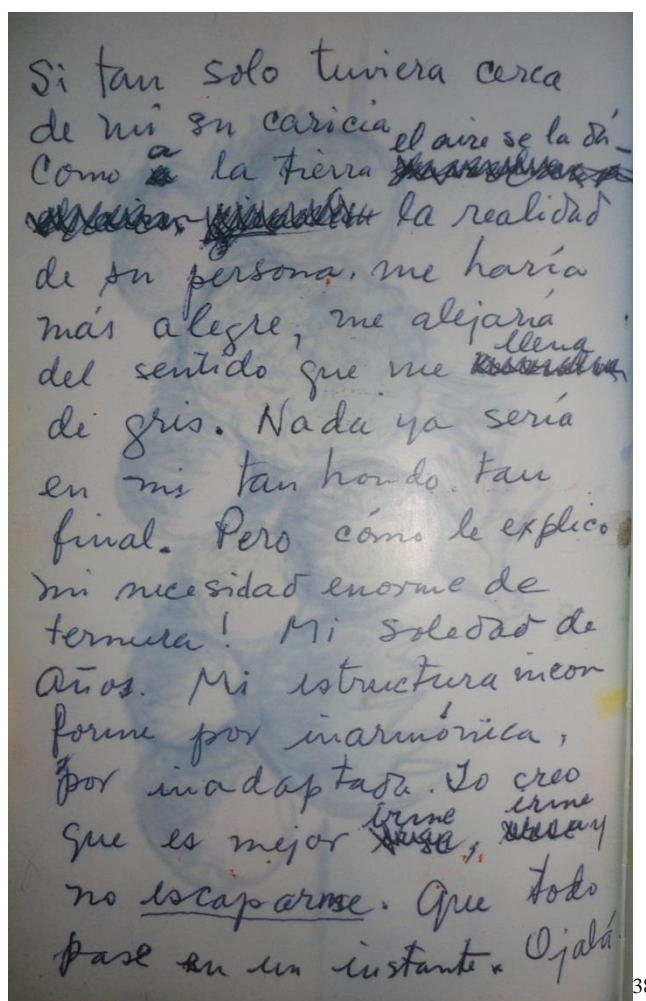 Si tan solo tuviera cerca
de mí su caricia
como a la tierra el aire se la dá-
la realidad
de su persona, me haría
más alegre, me alejaría
del sentido que me llena
de gris. Nada ya sería
en mi tan hondo. tan
final. Pero cómo le explico
mi necesidad enorme de
ternura! Mi soledad de
años. Mi estructura incon
forme por inarmónica,
por inadaptada. Yo creo
que es mejor irme, irme y
no escaparme. Que todo
pase en un instante. Ojalá.
38